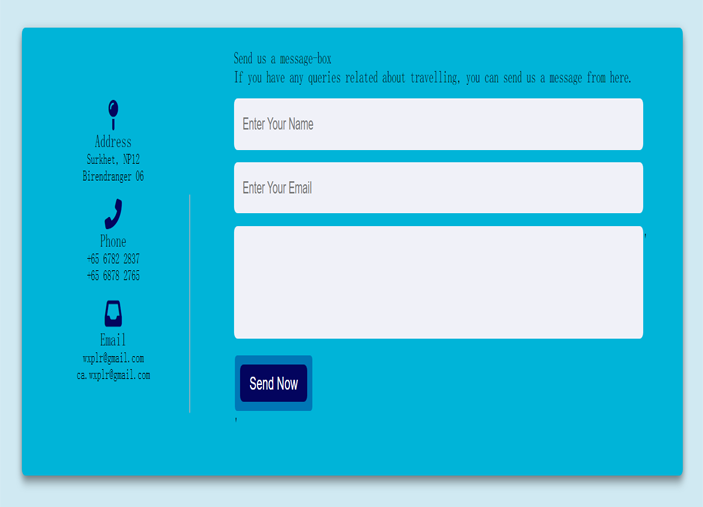 Send us a message-box
If you have any queries related about travelling, you can send us a message from here.
Address
Surkhet, NP12
Birendranger 06
Phone
+65 6782 2837
+65 6878 2765
Email
wxplr@gmail.com
ca.wxplr@gmail.com
Enter Your Name
Enter Your Email
'
Send Now
'